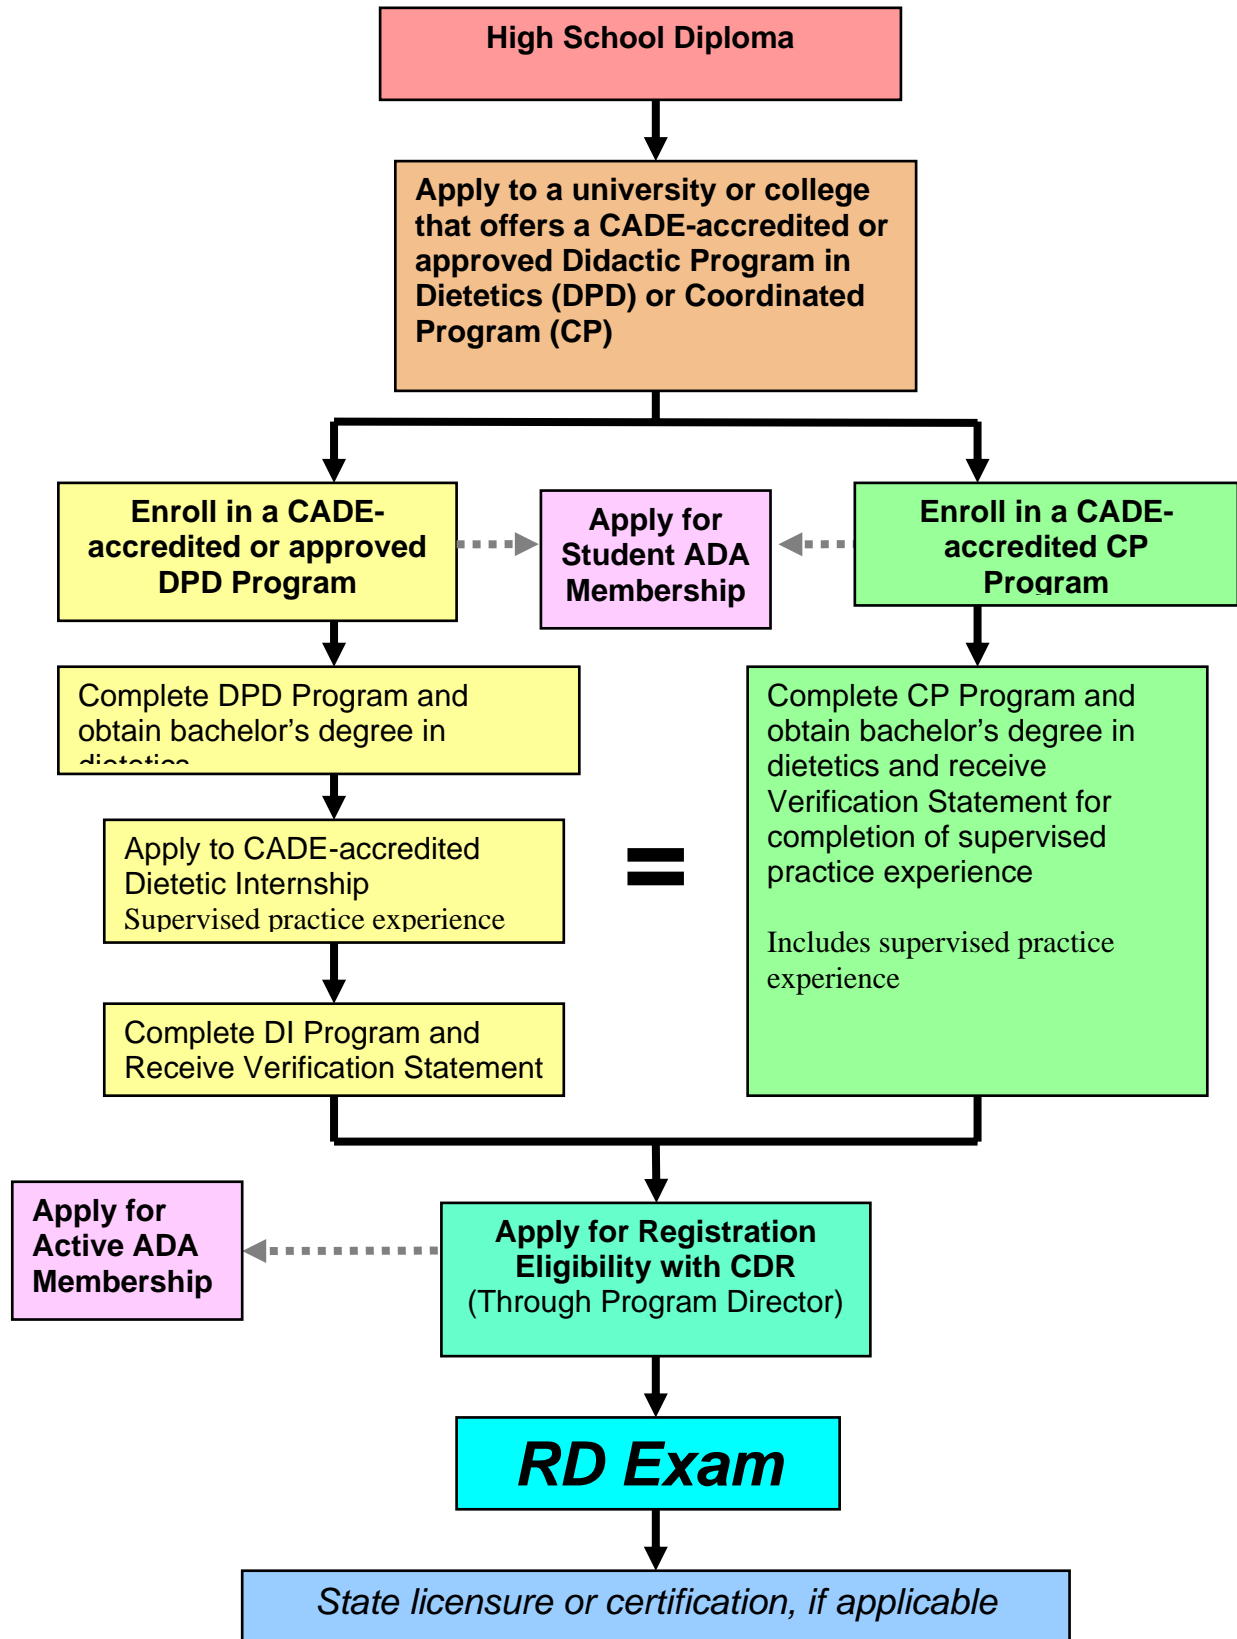 High School Diploma
Apply to a university or college
that offers a CADE-accredited or
approved Didactic Program in
Dietetics (DPD) or Coordinated
Program (CP)
Enroll in a CADE-
accredited or approved
DPD Program
Apply for
Student ADA
Membership
Enroll in a CADE-
accredited CP
Program
Complete DPD Program and
obtain bachelor's degree in
dietetics
Apply to CADE-accredited
Dietetic Internship
Supervised practice experience
Complete DI Program and
Receive Verification Statement
=
Complete CP Program and
obtain bachelor's degree in
dietetics and receive
Verification Statement for
completion of supervised
practice experience
Includes supervised practice
experience
Apply for
Active ADA
Membership
Apply for Registration
Eligibility with CDR
(Through Program Director)
RD Exam
State licensure or certification, if applicable